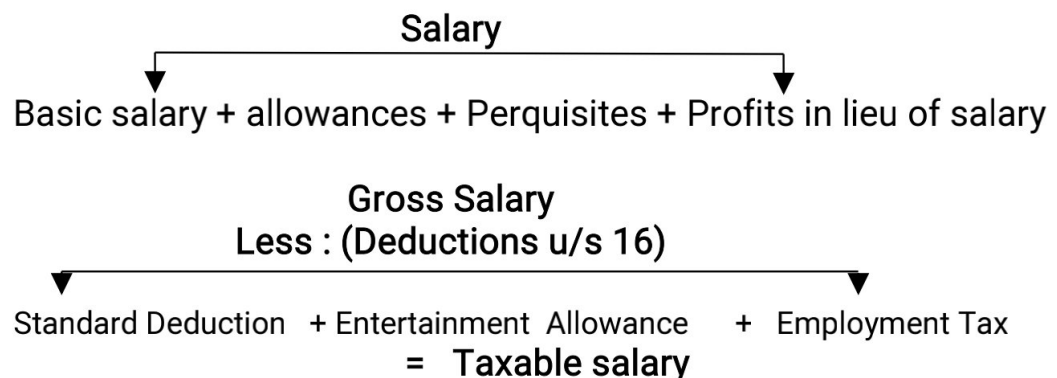 Salary
Basic salary + allowances + Perquisites + Profits in lieu of salary
Gross Salary
Less : (Deductions u/s 16)
Standard Deduction + Entertainment Allowance + Employment Tax
= Taxable salary